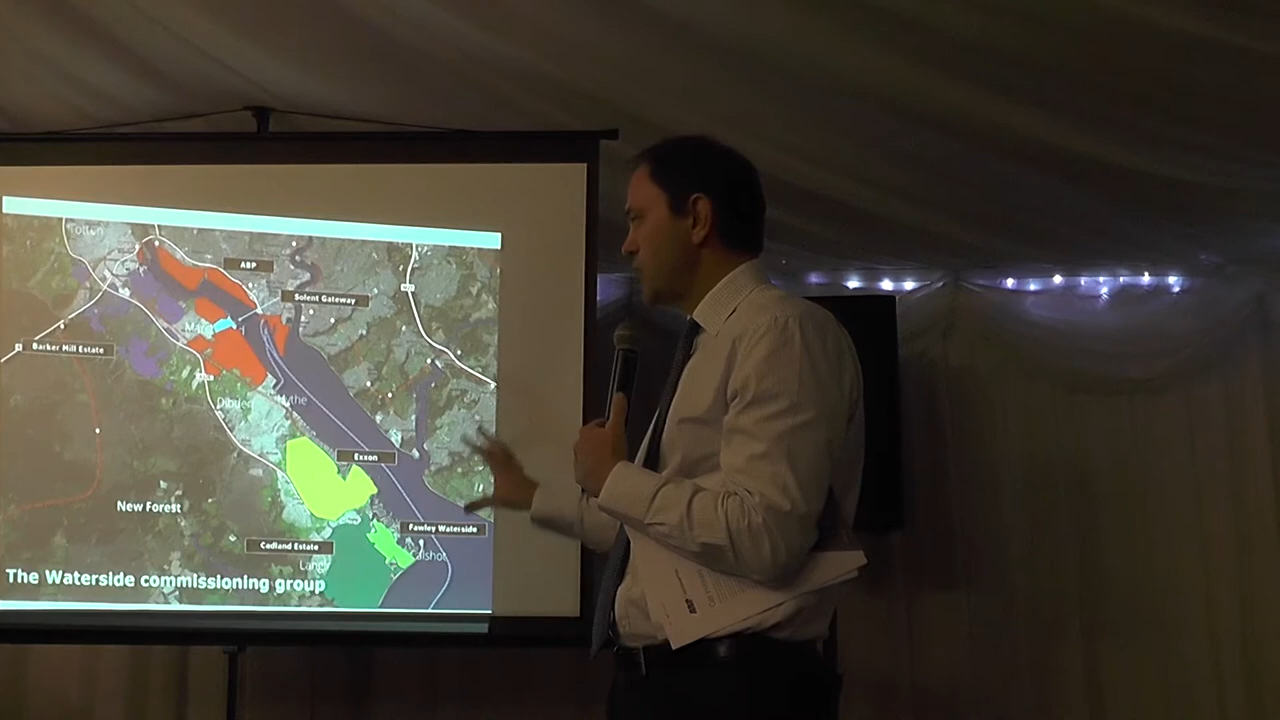 Totton
ABP
Solent Gateway
Barker Mill Estate
Dibden
Hythe
Exxon
New Forest
Fawley Waterside
Cadland Estate
Calshot
The Waterside commissioning group
ABP